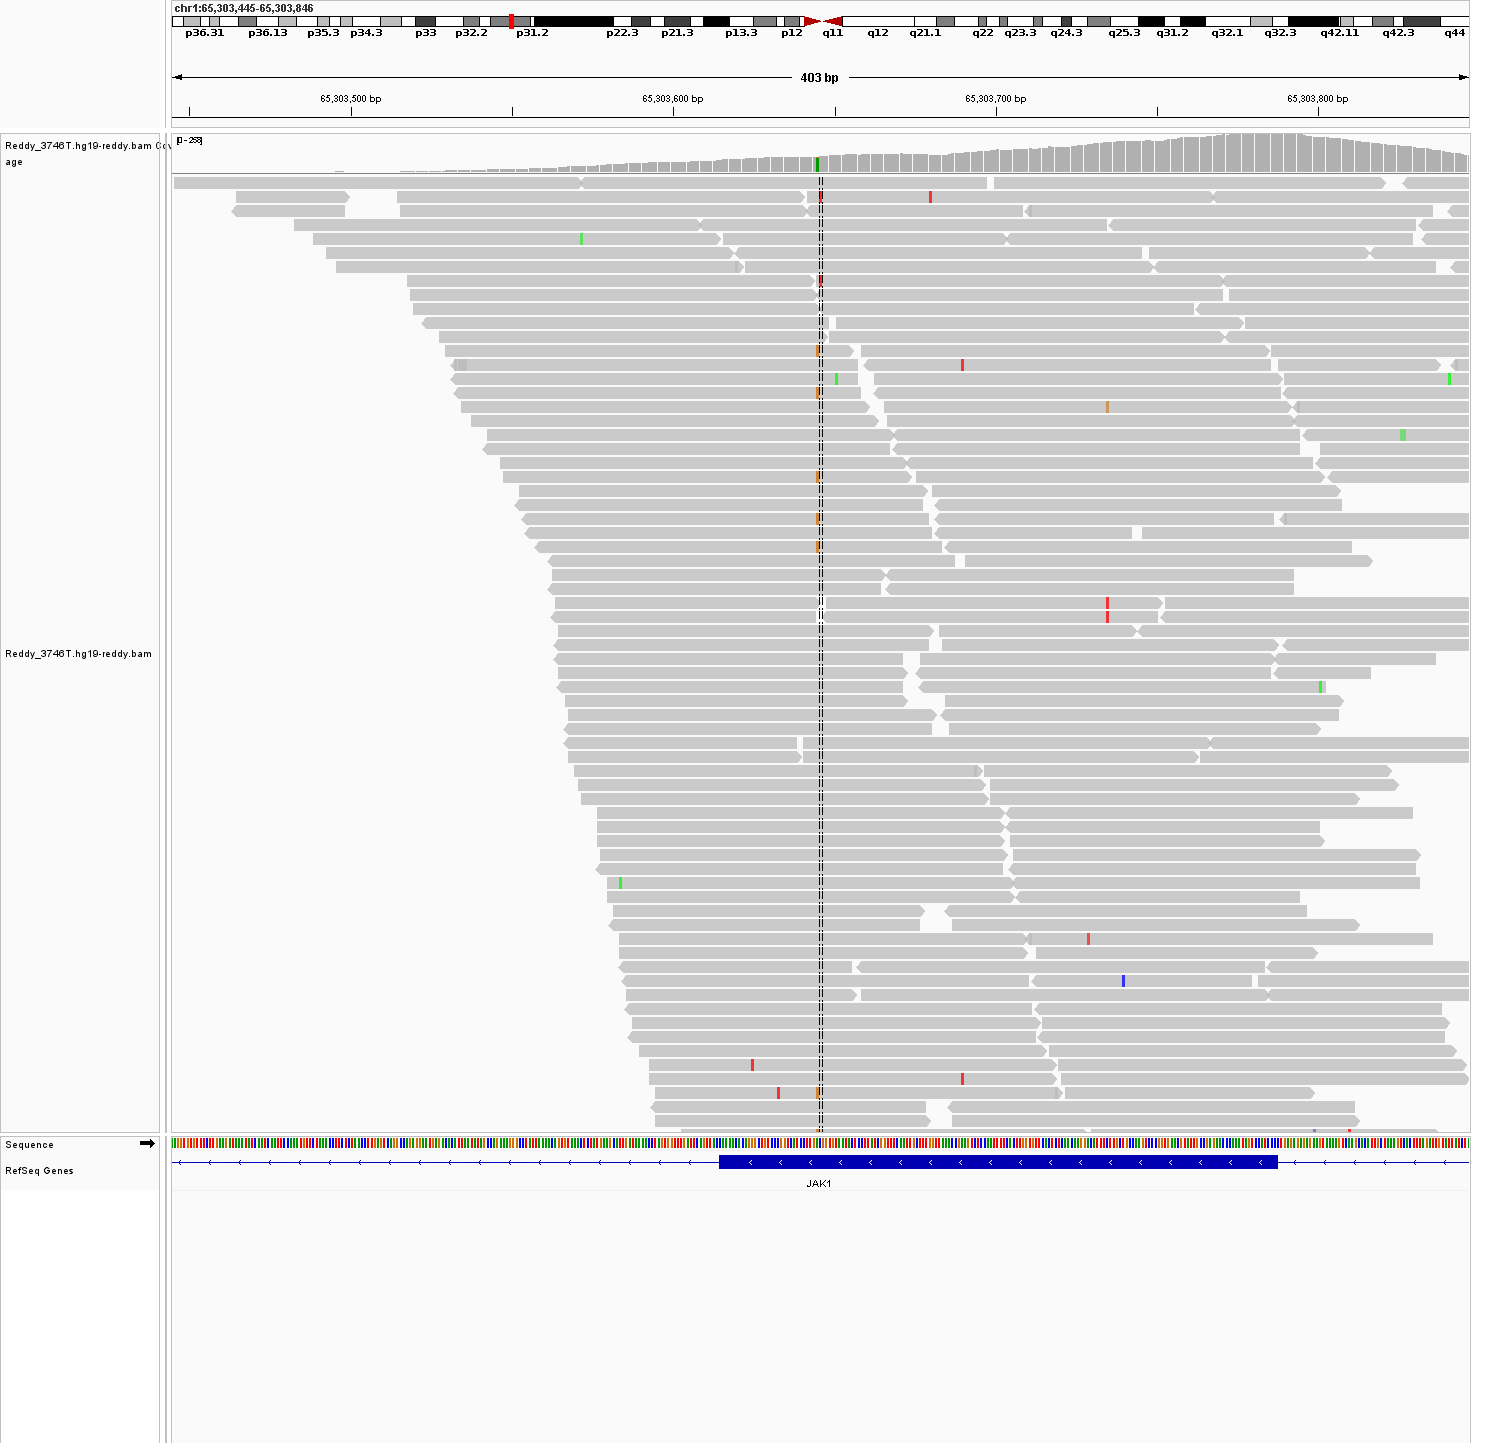 chr1:65,303,445-65,303,846
p36.31 p36.13 p35.3 p34.3 p33 p32.2 p31.2 p22.3 p21.3 p13.3 p12 q11 q12 q21.1 q22 q23.3 q24.3 q25.3 q31.2 q32.1 q32.3 q42.11 q42.3 q44
403 bp
65,303,500 bp 65,303,600 bp 65,303,700 bp 65,303,800 bp
Reddy_3746T.hg19-reddy.bam Cov
age
[0 - 258]
Reddy_3746T.hg19-reddy.bam
Sequence
RefSeq Genes
JAK1